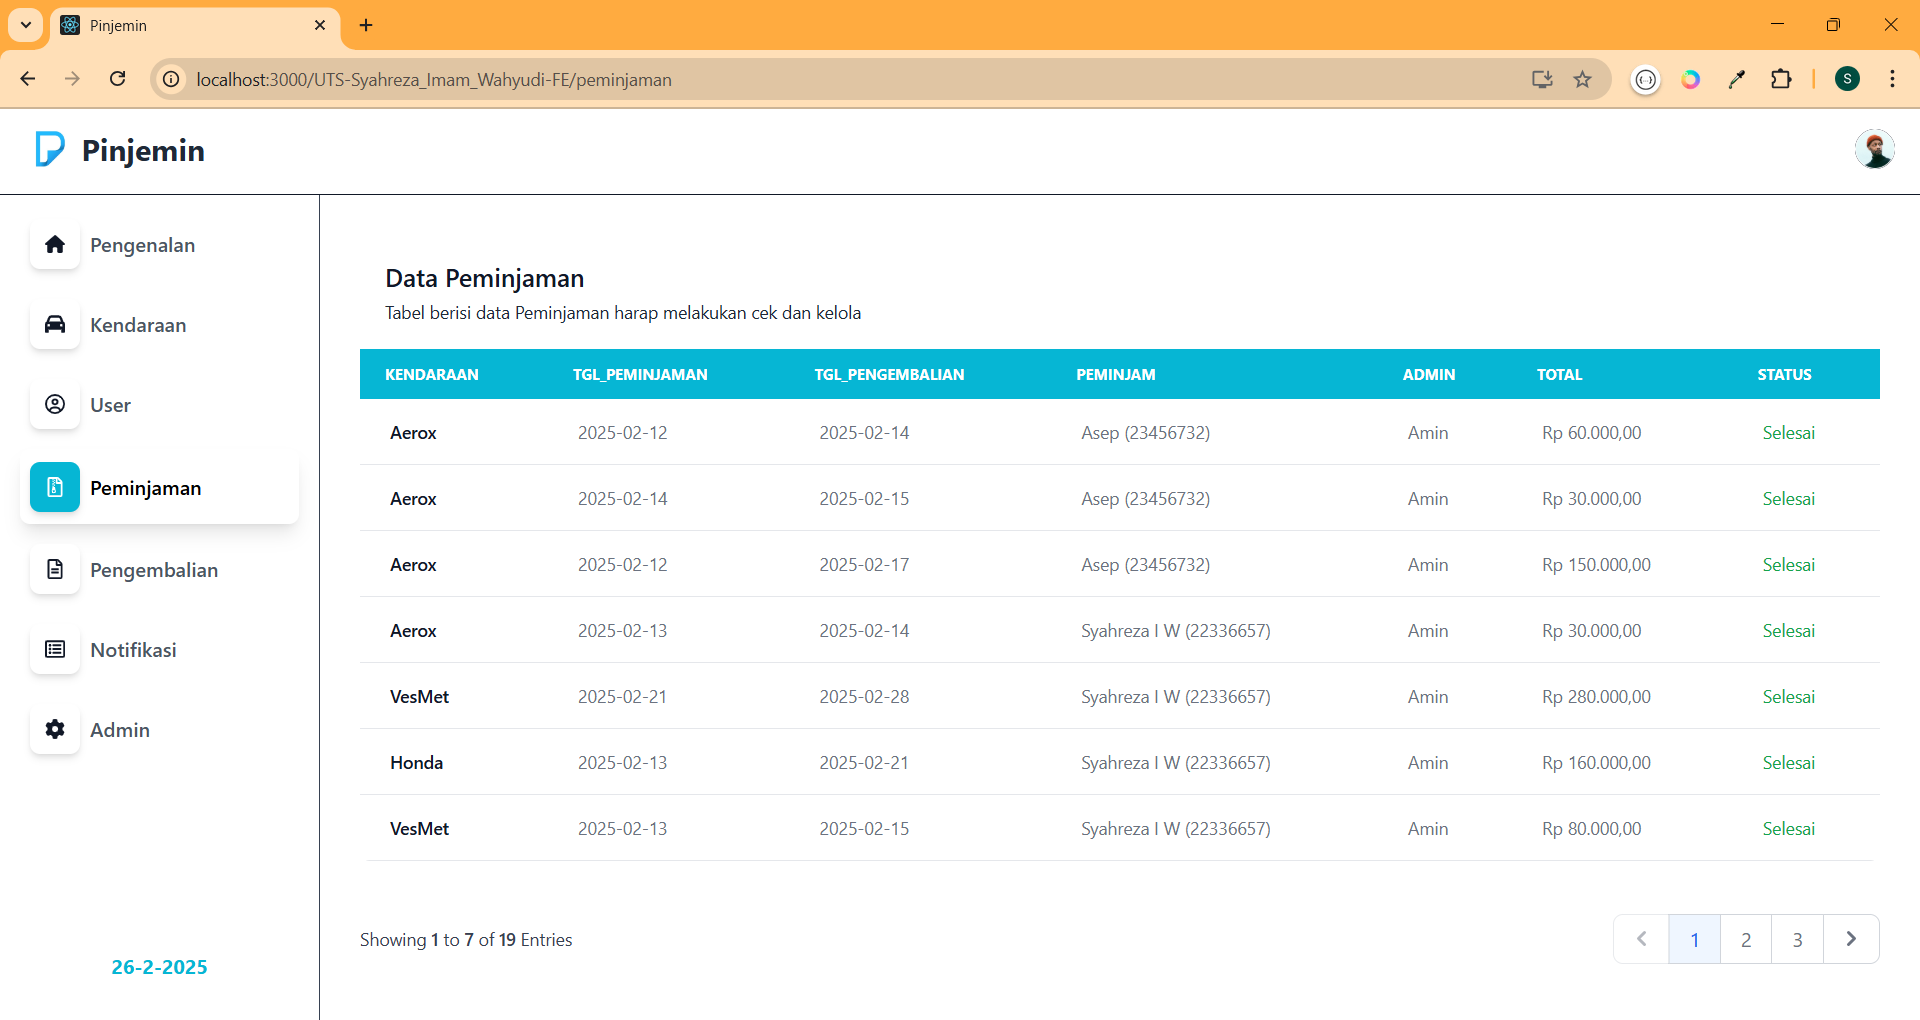 Pinjemin
localhost:3000/UTS-Syahreza_Imam_Wahyudi-FE/peminjaman
S
Pinjemin
Pengenalan
Kendaraan
User
Peminjaman
Pengembalian
Notifikasi
Admin
26-2-2025
Data Peminjaman
Tabel berisi data Peminjaman harap melakukan cek dan kelola
KENDARAAN TGL_PEMINJAMAN TGL_PENGEMBALIAN PEMINJAM ADMIN TOTAL STATUS
Aerox 2025-02-12 2025-02-14 Asep (23456732) Amin Rp 60.000,00 Selesai
Aerox 2025-02-14 2025-02-15 Asep (23456732) Amin Rp 30.000,00 Selesai
Aerox 2025-02-12 2025-02-17 Asep (23456732) Amin Rp 150.000,00 Selesai
Aerox 2025-02-13 2025-02-14 Syahreza I W (22336657) Amin Rp 30.000,00 Selesai
VesMet 2025-02-21 2025-02-28 Syahreza I W (22336657) Amin Rp 280.000,00 Selesai
Honda 2025-02-13 2025-02-21 Syahreza I W (22336657) Amin Rp 160.000,00 Selesai
VesMet 2025-02-13 2025-02-15 Syahreza I W (22336657) Amin Rp 80.000,00 Selesai
Showing 1 to 7 of 19 Entries
1 2 3